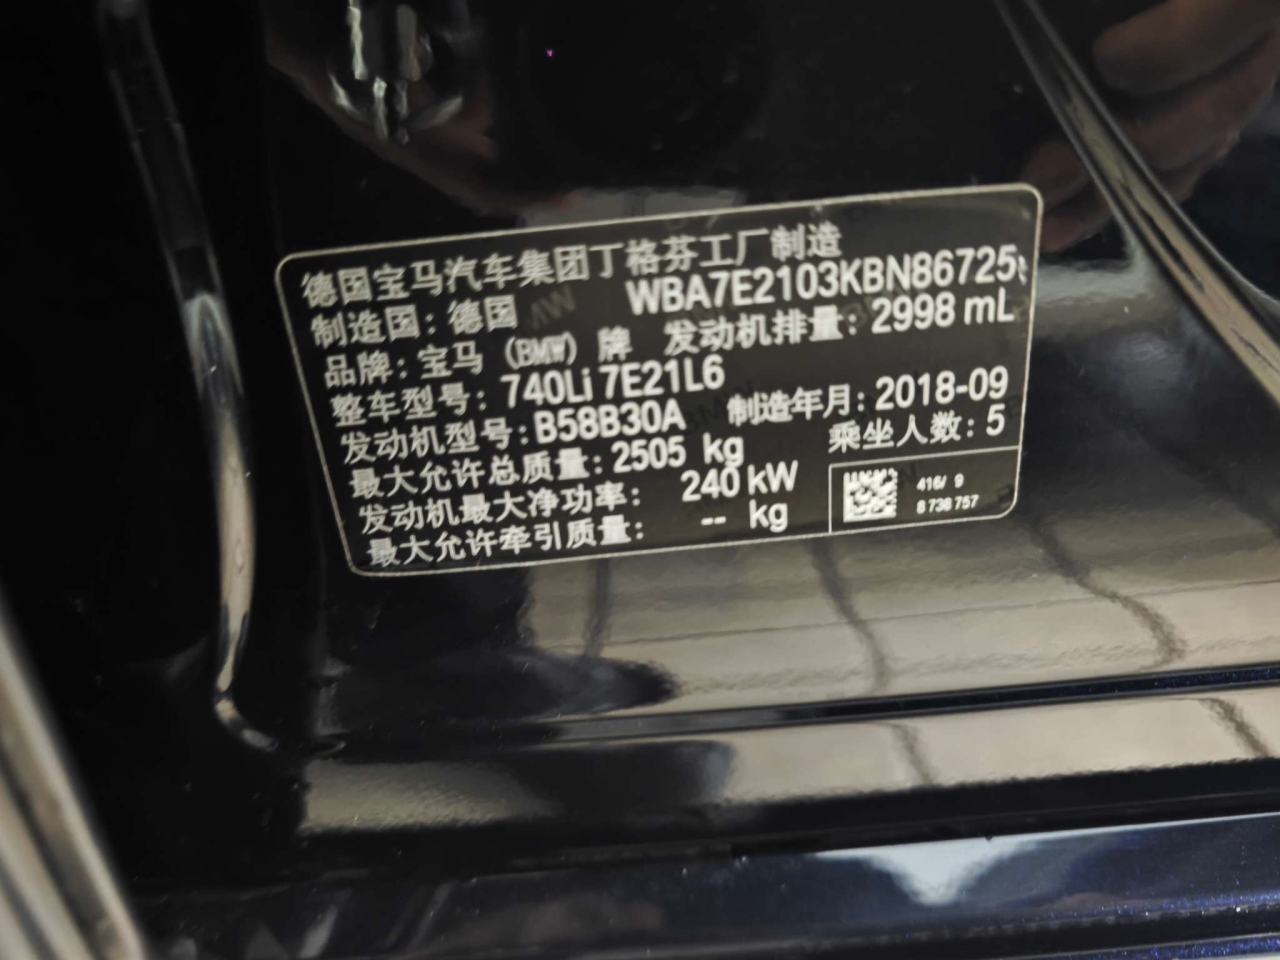 德国宝马汽车集团丁格芬工厂制造
制造国：德国 WBA7E2103KBN86725
品牌：宝马（BMW）牌 发动机排量：2998 mL
整车型号：740Li 7E21L6
发动机型号：B58B30A 制造年月：2018-09
最大允许总质量：2505 kg 乘坐人数：5
发动机最大净功率： 240 kW
最大允许牵引质量： -- kg
416/ 9
8 738 757